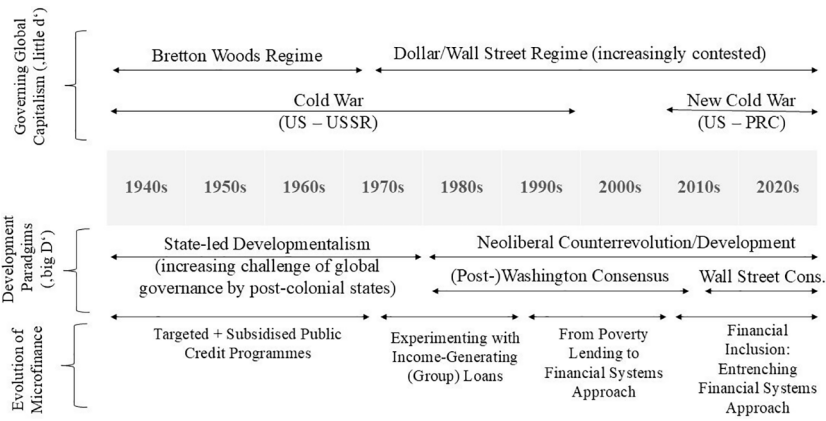 Governing Global
Capitalism (‚little d‘)
Bretton Woods Regime
Dollar/Wall Street Regime (increasingly contested)
Cold War
(US – USSR)
New Cold War
(US – PRC)
1940s 1950s 1960s 1970s 1980s 1990s 2000s 2010s 2020s
Development
Paradgims
(‚big D‘)
State-led Developmentalism
(increasing challenge of global
governance by post-colonial states)
Neoliberal Counterrevolution/Development
(Post-)Washington Consensus
Wall Street Cons.
Evolution of
Microfinance
Targeted + Subsidised Public
Credit Programmes
Experimenting with
Income-Generating
(Group) Loans
From Poverty
Lending to
Financial Systems
Approach
Financial
Inclusion:
Entrenching
Financial Systems
Approach